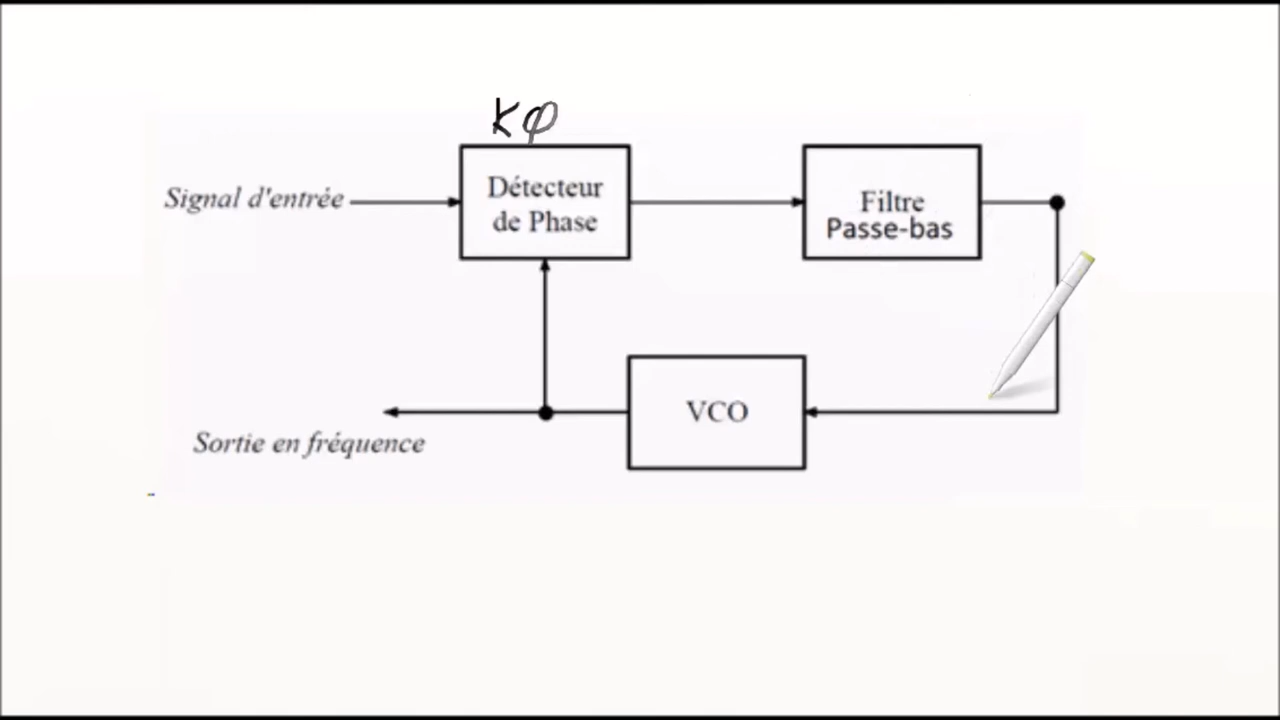 Kφ
Signal d'entrée
Détecteur
de Phase
Filtre
Passe-bas
VCO
Sortie en fréquence